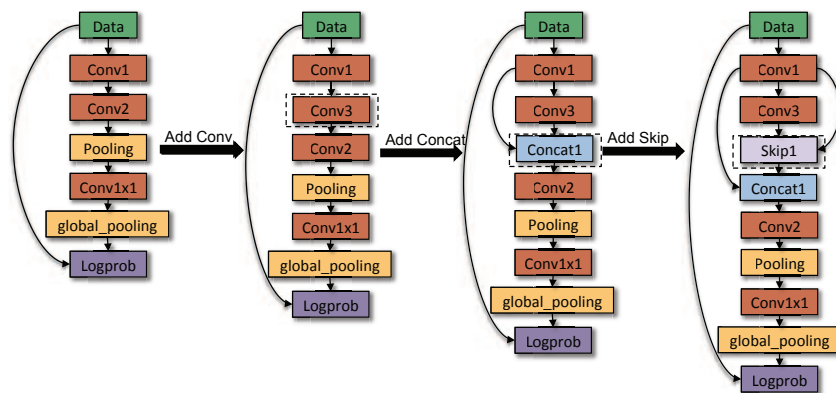 Data
Conv1
Conv2
Pooling
Conv1x1
global_pooling
Logprob
Add Conv
Data
Conv1
Conv3
Conv2
Pooling
Conv1x1
global_pooling
Logprob
Add Concat
Data
Conv1
Conv3
Concat1
Conv2
Pooling
Conv1x1
global_pooling
Logprob
Add Skip
Data
Conv1
Conv3
Skip1
Concat1
Conv2
Pooling
Conv1x1
global_pooling
Logprob